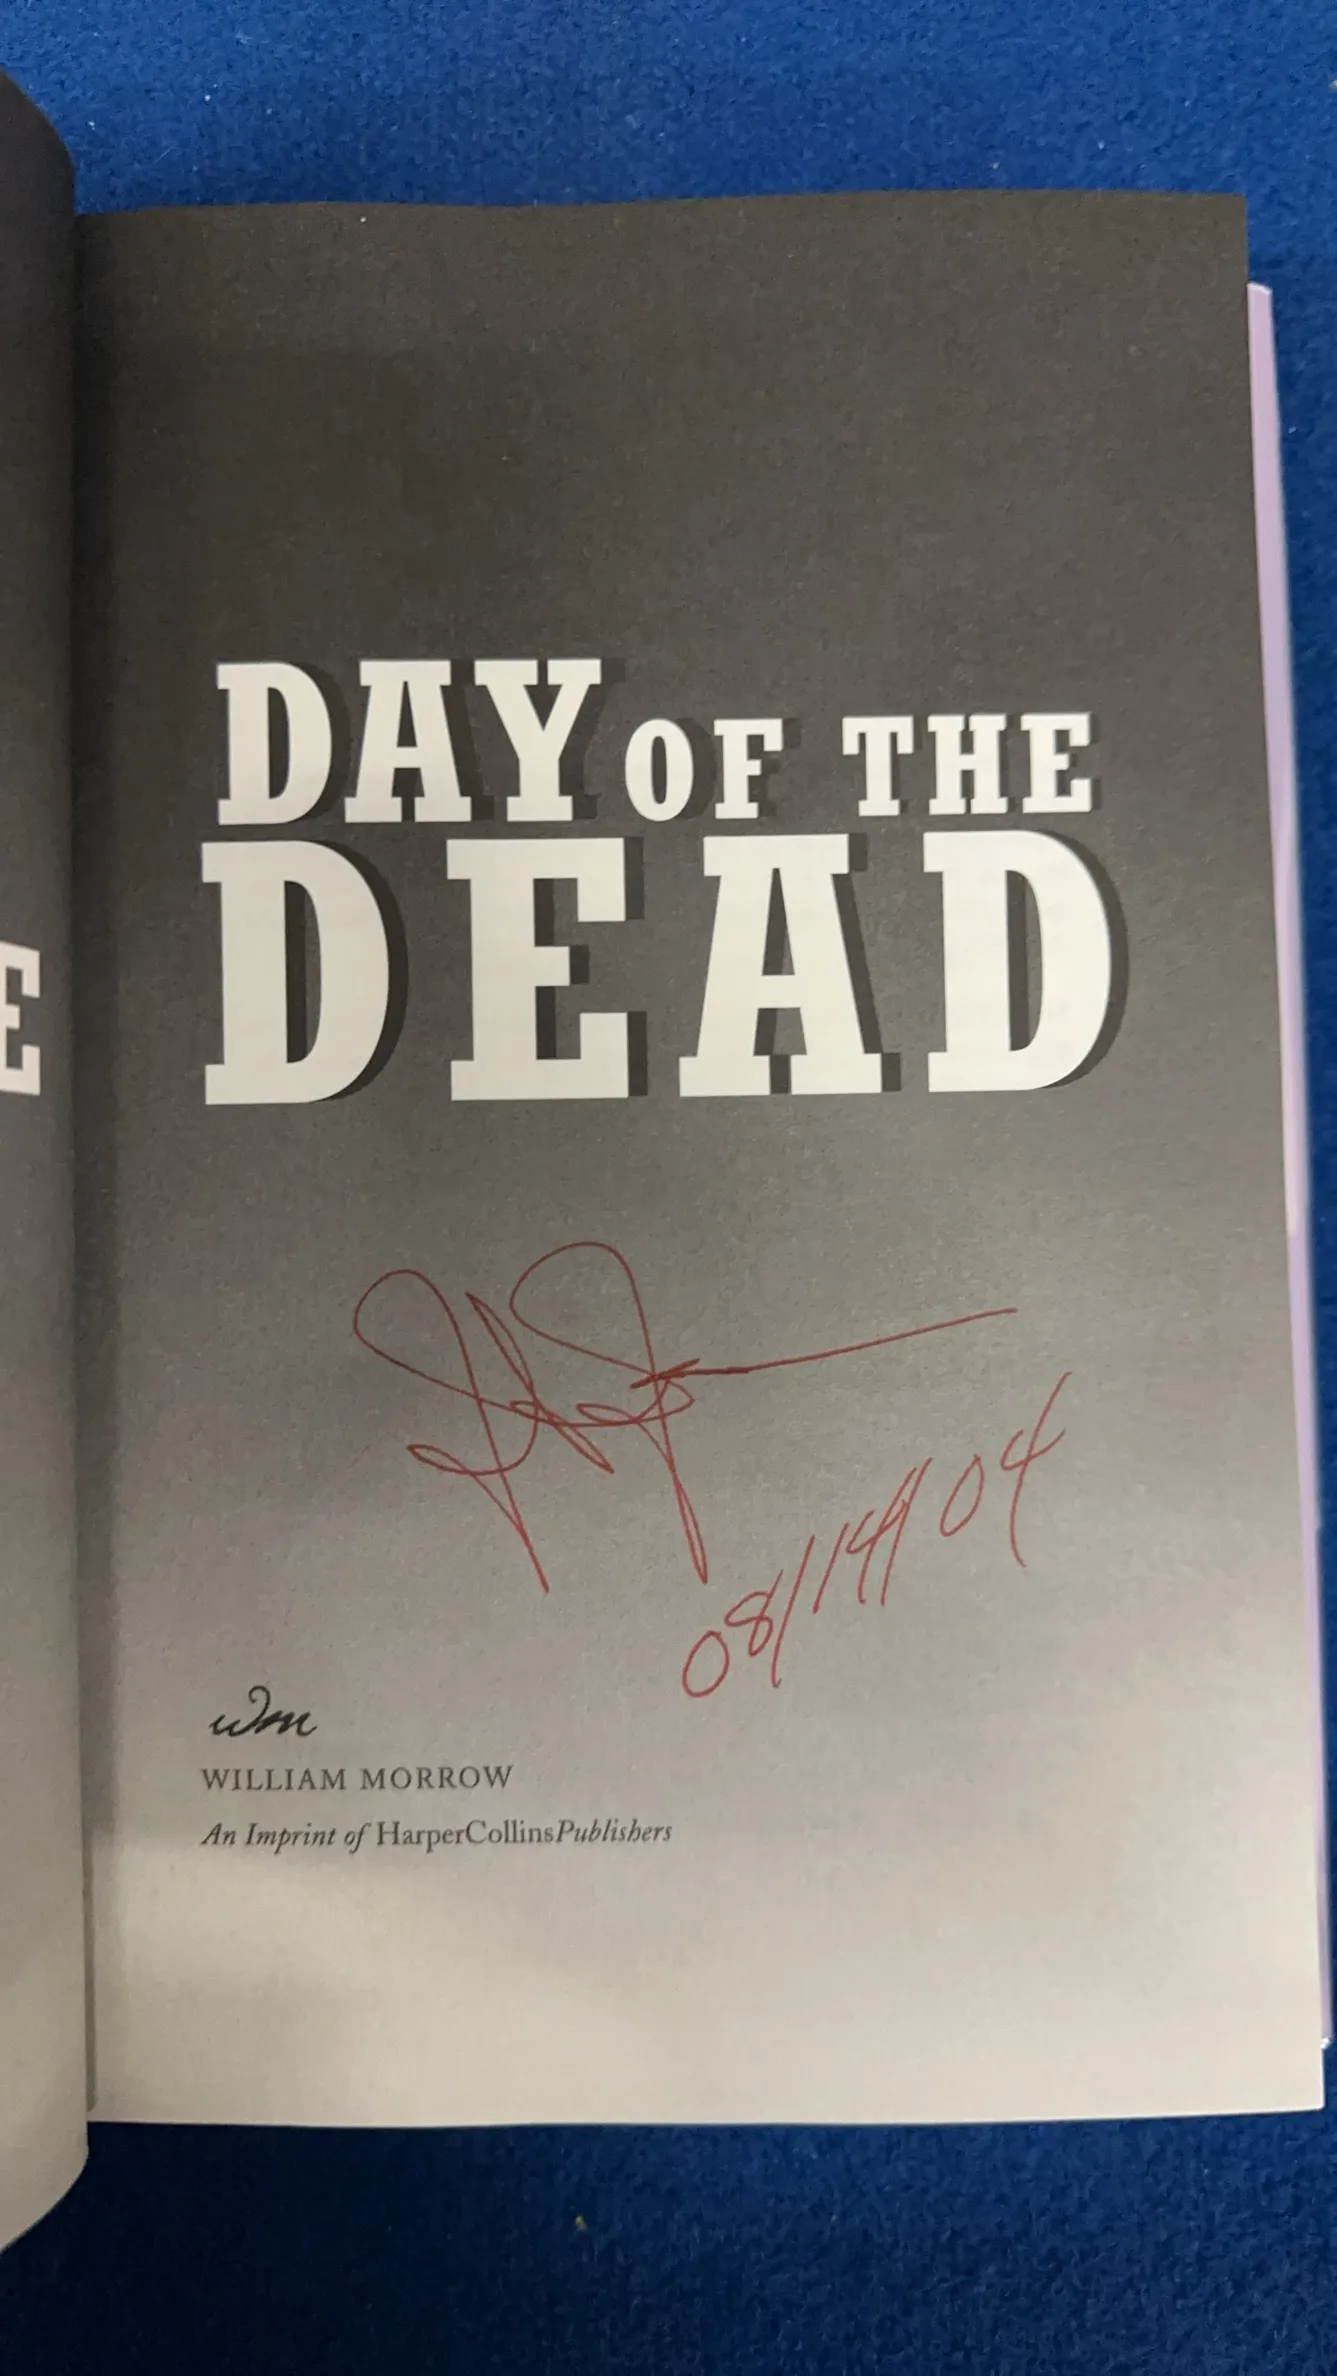 DAY OF THE
DEAD
E
08/14/04
wm
WILLIAM MORROW
An Imprint of HarperCollinsPublishers